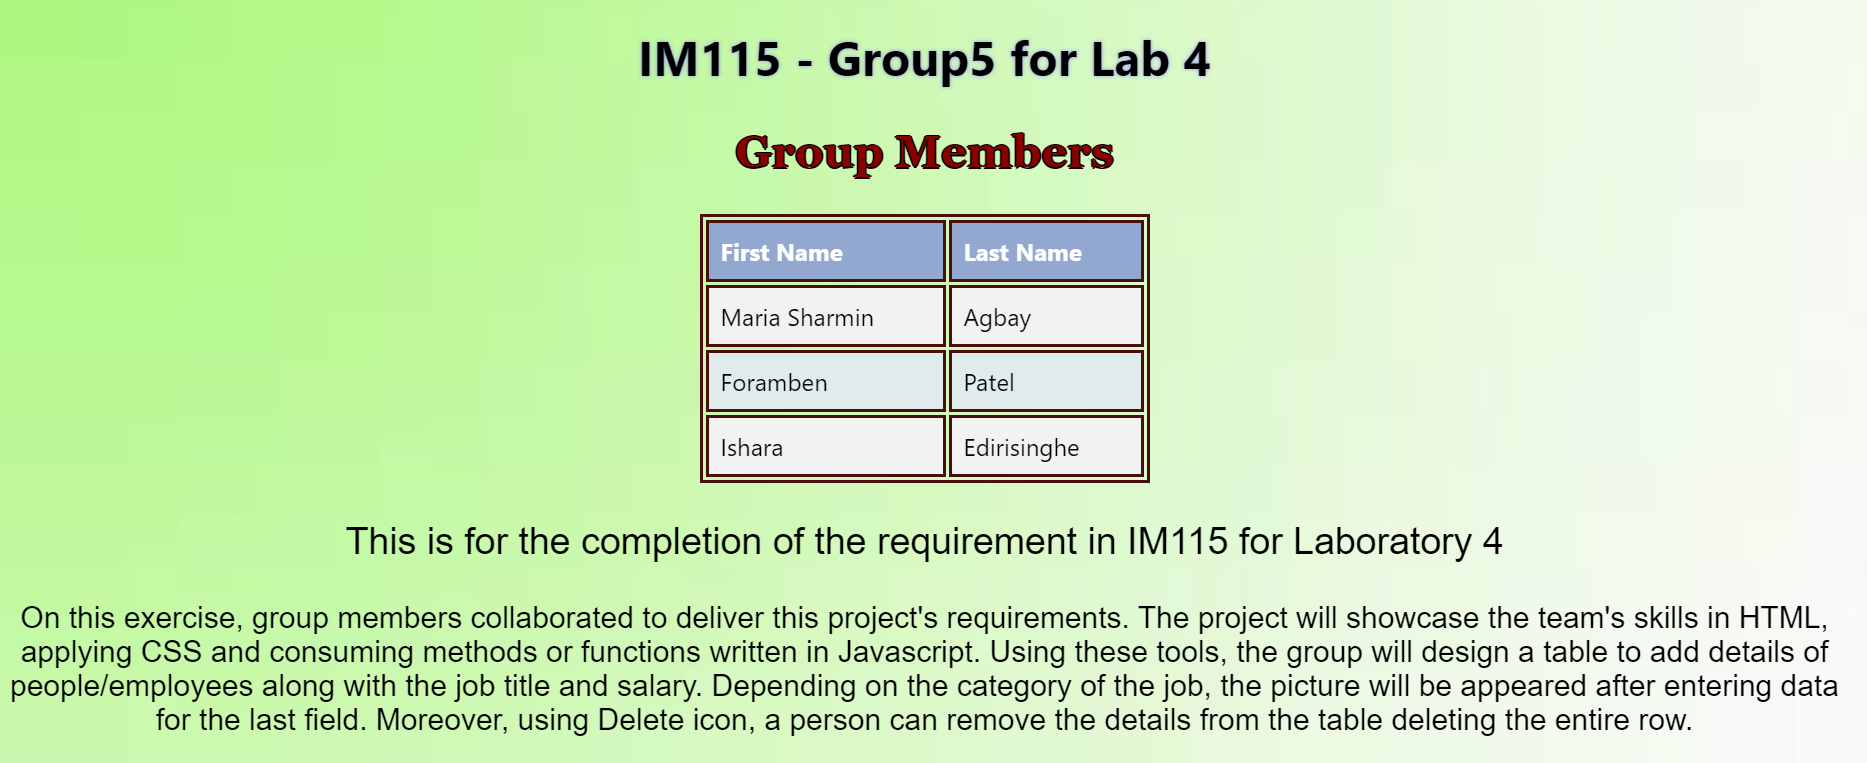 IM115 - Group5 for Lab 4
Group Members
First Name Last Name
Maria Sharmin Agbay
Foramben Patel
Ishara Edirisinghe
This is for the completion of the requirement in IM115 for Laboratory 4
On this exercise, group members collaborated to deliver this project's requirements. The project will showcase the team's skills in HTML,
applying CSS and consuming methods or functions written in Javascript. Using these tools, the group will design a table to add details of
people/employees along with the job title and salary. Depending on the category of the job, the picture will be appeared after entering data
for the last field. Moreover, using Delete icon, a person can remove the details from the table deleting the entire row.